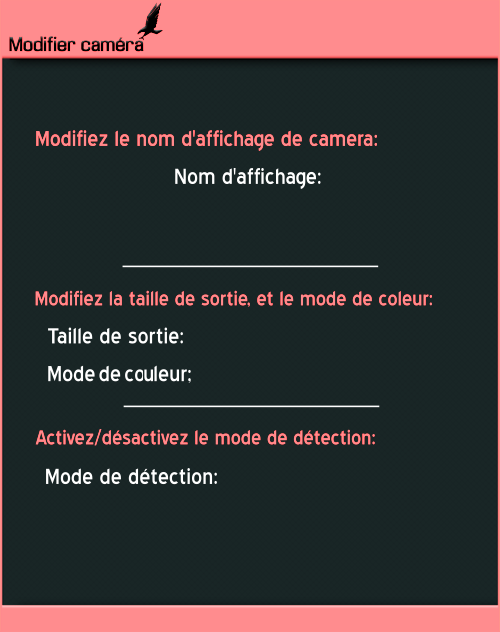 Modifier caméra
Modifiez le nom d'affichage de camera:
Nom d'affichage:
Modifiez la taille de sortie, et le mode de coleur:
Taille de sortie:
Mode de couleur;
Activez/désactivez le mode de détection:
Mode de détection: